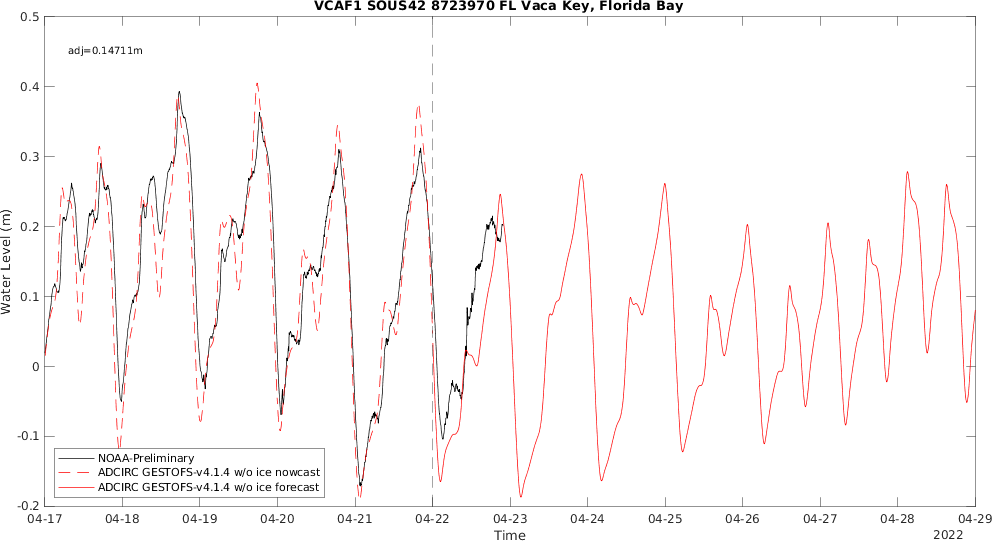 VCAF1 SOUS42 8723970 FL Vaca Key, Florida Bay
0.5
adj=0.14711m
0.4
0.3
0.2
0.1
0
-0.1
-0.2
Water Level (m)
NOAA-Preliminary
ADCIRC GESTOFS-v4.1.4 w/o ice nowcast
ADCIRC GESTOFS-v4.1.4 w/o ice forecast
04-17 04-18 04-19 04-20 04-21 04-22 04-23 04-24 04-25 04-26 04-27 04-28 04-29
Time
2022